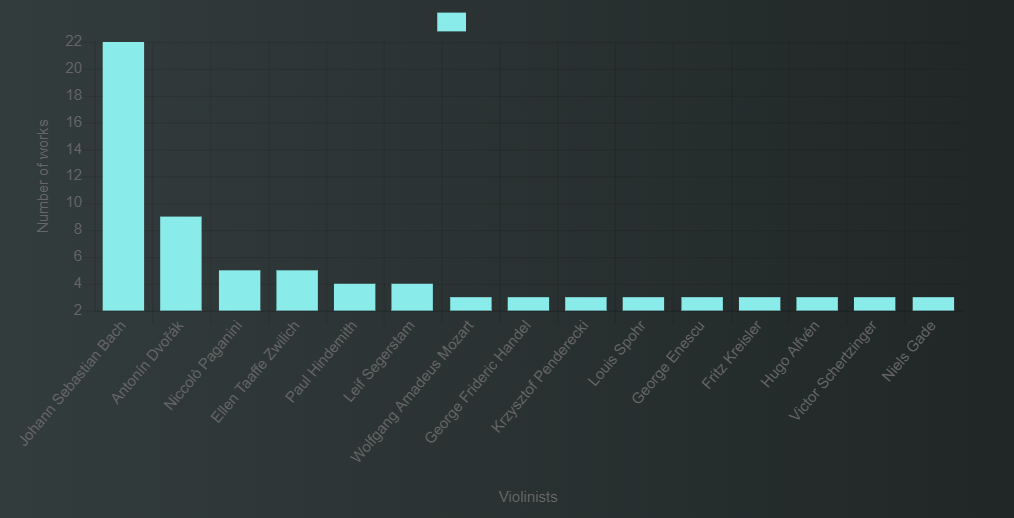 22
20
18
16
14
12
10
8
6
4
2
Number of works
Johann Sebastian Bach
Antonín Dvořák
Niccolò Paganini
Ellen Taaffe Zwilich
Paul Hindemith
Leif Segerstam
Wolfgang Amadeus Mozart
George Frideric Handel
Krzysztof Penderecki
Louis Spohr
George Enescu
Fritz Kreisler
Hugo Alfvén
Victor Schertzinger
Niels Gade
Violinists